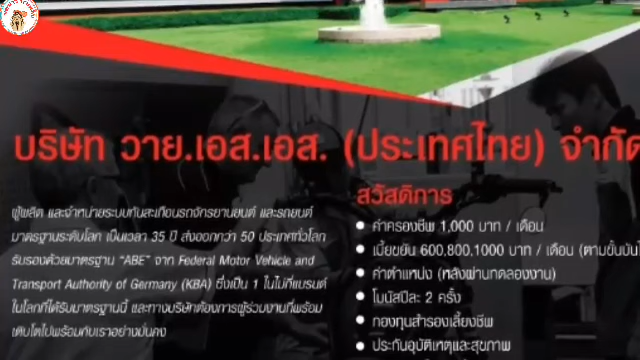 บริษัท วาย.เอส.เอส. (ประเทศไทย) จำกัด
ผู้ผลิต และจำหน่ายระบบกันสะเทือนรถจักรยานยนต์ และรถยนต์
มาตรฐานระดับโลก เป็นเวลา 35 ปี ส่งออกกว่า 50 ประเทศทั่วโลก
รับรองด้วยมาตรฐาน "ABE" จาก Federal Motor Vehicle and
Transport Authority of Germany (KBA) ซึ่งเป็น 1 ในไม่กี่แบรนด์
ในโลกที่ได้รับมาตรฐานนี้ และทางบริษัทต้องการผู้ร่วมงานที่พร้อม
เติบโตไปพร้อมกับเราอย่างมั่นคง
สวัสดิการ
• ค่าครองชีพ 1,000 บาท / เดือน
• เบี้ยขยัน 600,800,1000 บาท / เดือน (ตามขั้นบันได
• ค่าตำแหน่ง (หลังผ่านทดลองงาน)
• โบนัสปีละ 2 ครั้ง
• กองทุนสำรองเลี้ยงชีพ
• ประกันอุบัติเหตุและสุขภาพ